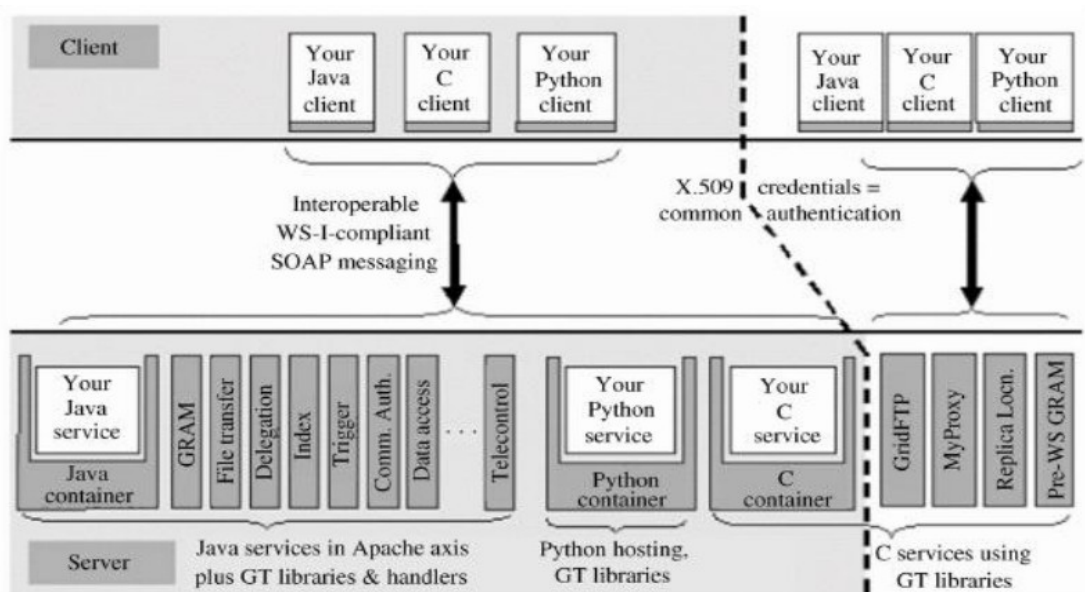 Client
Your
Java
client
Your
C
client
Your
Python
client
Your
Java
client
Your
C
client
Your
Python
client
Interoperable
WS-I-compliant
SOAP messaging
X.509 credentials =
common authentication
Your
Java
service
Java
container
GRAM
File transfer
Delegation
Index
Trigger
Comm. Auth.
Data access
. . .
Telecontrol
Your
Python
service
Python
container
Your
C
service
C
container
GridFTP
MyProxy
Replica Locn.
Pre-WS GRAM
Server
Java services in Apache axis
plus GT libraries & handlers
Python hosting,
GT libraries
C services using
GT libraries